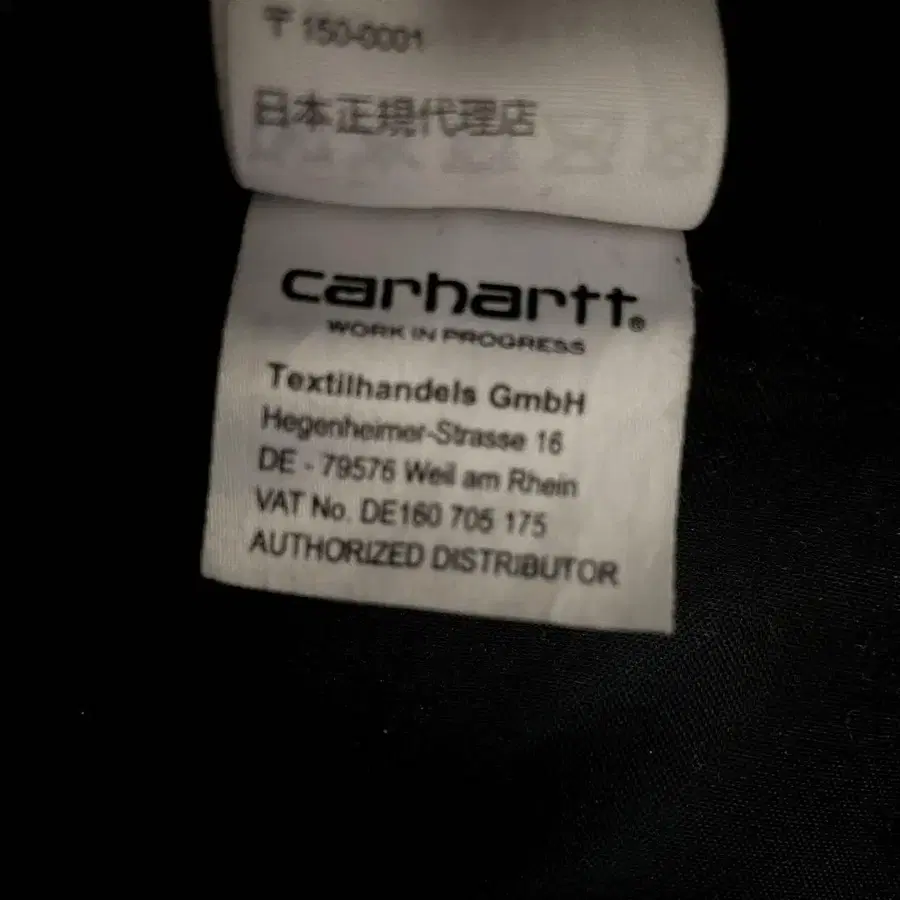 〒150-0001
日本正規代理店
carhartt®
WORK IN PROGRESS
Textilhandels GmbH
Hegenheimer-Strasse 16
DE - 79576 Weil am Rhein
VAT No. DE160 705 175
AUTHORIZED DISTRIBUTOR